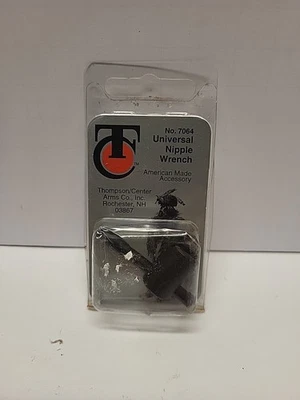 TC
No. 7064
Universal
Nipple
Wrench
American Made
Accessory
Thompson/Center
Arms Co., Inc.
Rochester, NH
03867